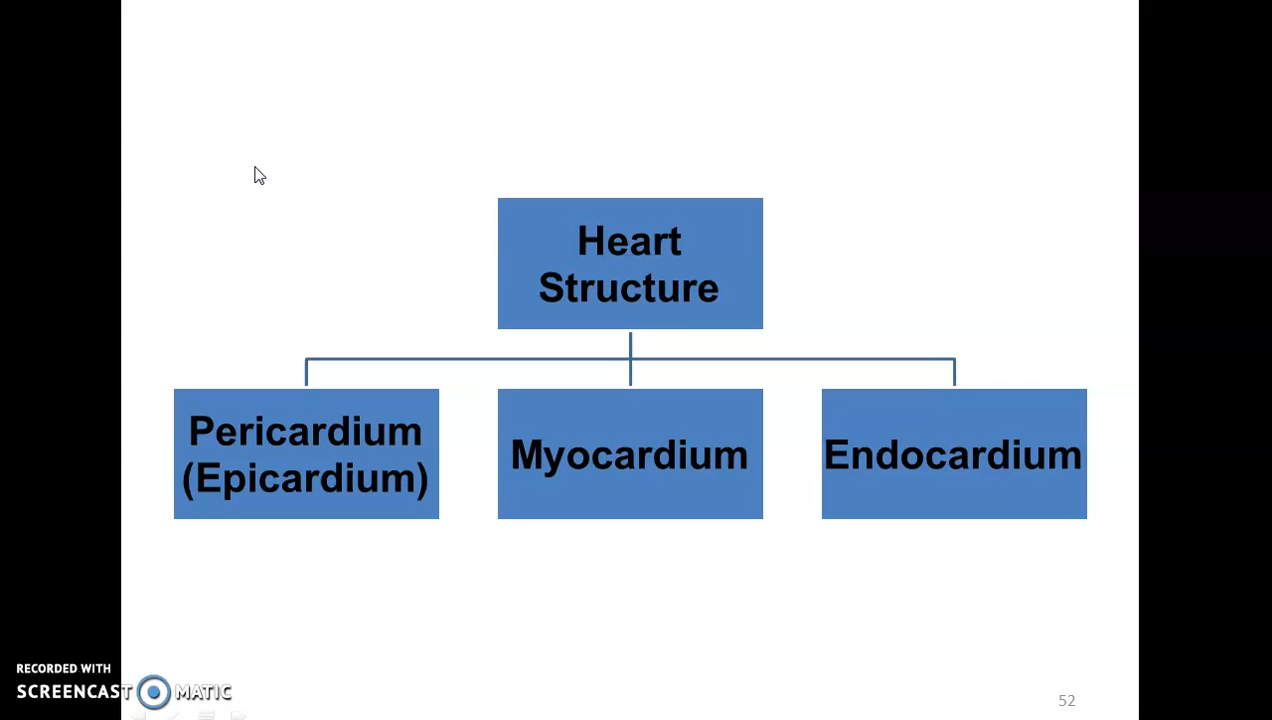 Heart
Structure
Pericardium
(Epicardium)
Myocardium
Endocardium
RECORDED WITH
SCREENCAST MATIC
52